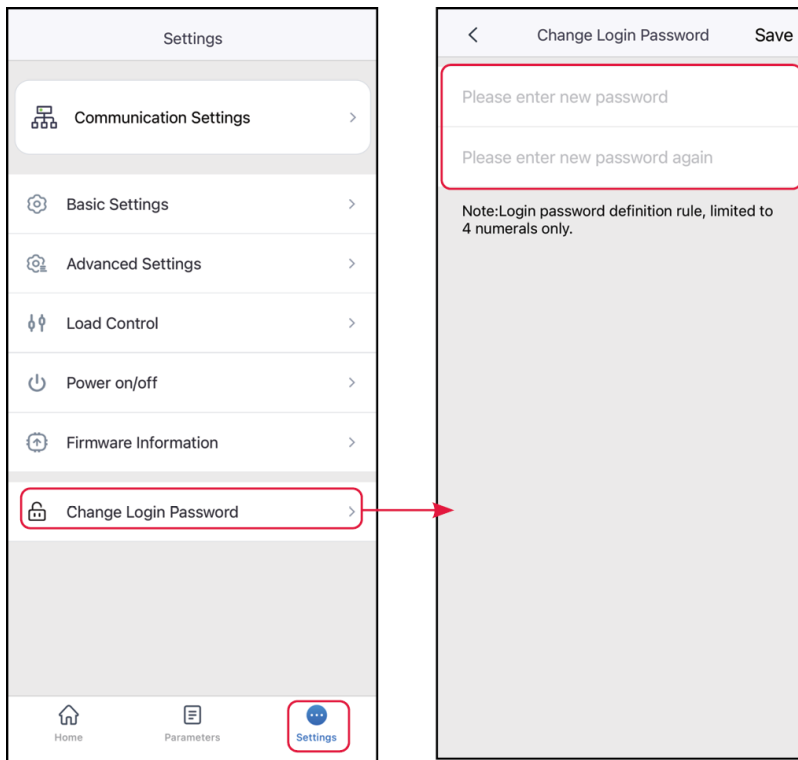 Settings
Communication Settings
Basic Settings
Advanced Settings
Load Control
Power on/off
Firmware Information
Change Login Password
Home
Parameters
Settings
Change Login Password
Save
Please enter new password
Please enter new password again
Note:Login password definition rule, limited to
4 numerals only.